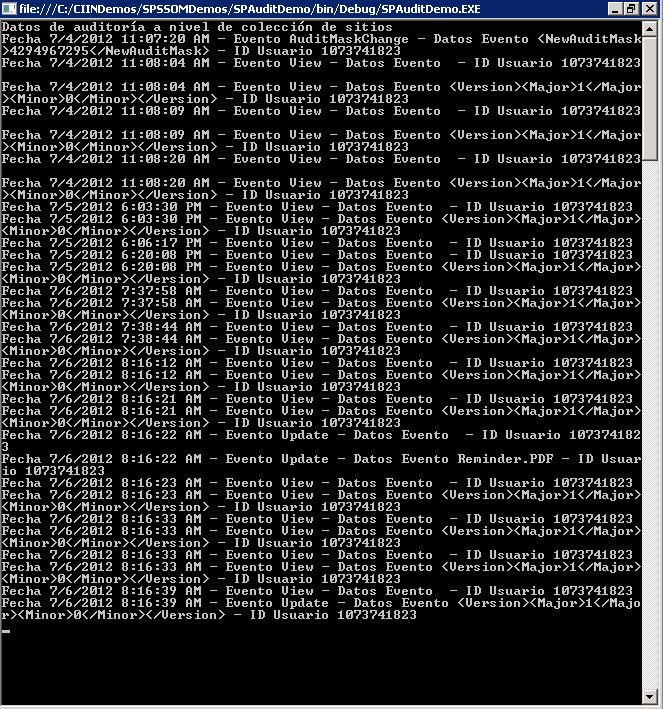 file:///C:/CIINDemos/SPSSOMDemos/SPAuditDemo/bin/Debug/SPAuditDemo.EXE
Datos de auditoría a nivel de colección de sitios
Fecha 7/4/2012 11:07:20 AM - Evento AuditMaskChange - Datos Evento <NewAuditMask
>4294967295</NewAuditMask> - ID Usuario 1073741823
Fecha 7/4/2012 11:08:04 AM - Evento View - Datos Evento  - ID Usuario 1073741823
Fecha 7/4/2012 11:08:04 AM - Evento View - Datos Evento <Version><Major>1</Major
><Minor>0</Minor></Version> - ID Usuario 1073741823
Fecha 7/4/2012 11:08:09 AM - Evento View - Datos Evento  - ID Usuario 1073741823
Fecha 7/4/2012 11:08:09 AM - Evento View - Datos Evento <Version><Major>1</Major
><Minor>0</Minor></Version> - ID Usuario 1073741823
Fecha 7/4/2012 11:08:20 AM - Evento View - Datos Evento  - ID Usuario 1073741823
Fecha 7/4/2012 11:08:20 AM - Evento View - Datos Evento <Version><Major>1</Major
><Minor>0</Minor></Version> - ID Usuario 1073741823
Fecha 7/5/2012 6:03:30 PM - Evento View - Datos Evento  - ID Usuario 1073741823
Fecha 7/5/2012 6:03:30 PM - Evento View - Datos Evento <Version><Major>1</Major>
<Minor>0</Minor></Version> - ID Usuario 1073741823
Fecha 7/5/2012 6:06:17 PM - Evento View - Datos Evento  - ID Usuario 1073741823
Fecha 7/5/2012 6:20:08 PM - Evento View - Datos Evento  - ID Usuario 1073741823
Fecha 7/5/2012 6:20:08 PM - Evento View - Datos Evento <Version><Major>1</Major>
<Minor>0</Minor></Version> - ID Usuario 1073741823
Fecha 7/6/2012 7:37:58 AM - Evento View - Datos Evento  - ID Usuario 1073741823
Fecha 7/6/2012 7:37:58 AM - Evento View - Datos Evento <Version><Major>1</Major>
<Minor>0</Minor></Version> - ID Usuario 1073741823
Fecha 7/6/2012 7:38:44 AM - Evento View - Datos Evento  - ID Usuario 1073741823
Fecha 7/6/2012 7:38:44 AM - Evento View - Datos Evento <Version><Major>1</Major>
<Minor>0</Minor></Version> - ID Usuario 1073741823
Fecha 7/6/2012 8:16:12 AM - Evento View - Datos Evento  - ID Usuario 1073741823
Fecha 7/6/2012 8:16:12 AM - Evento View - Datos Evento <Version><Major>1</Major>
<Minor>0</Minor></Version> - ID Usuario 1073741823
Fecha 7/6/2012 8:16:21 AM - Evento View - Datos Evento  - ID Usuario 1073741823
Fecha 7/6/2012 8:16:21 AM - Evento View - Datos Evento <Version><Major>1</Major>
<Minor>0</Minor></Version> - ID Usuario 1073741823
Fecha 7/6/2012 8:16:22 AM - Evento Update - Datos Evento  - ID Usuario 107374182
3
Fecha 7/6/2012 8:16:22 AM - Evento Update - Datos Evento Reminder.PDF - ID Usuar
io 1073741823
Fecha 7/6/2012 8:16:23 AM - Evento View - Datos Evento  - ID Usuario 1073741823
Fecha 7/6/2012 8:16:23 AM - Evento View - Datos Evento <Version><Major>1</Major>
<Minor>0</Minor></Version> - ID Usuario 1073741823
Fecha 7/6/2012 8:16:33 AM - Evento View - Datos Evento  - ID Usuario 1073741823
Fecha 7/6/2012 8:16:33 AM - Evento View - Datos Evento <Version><Major>1</Major>
<Minor>0</Minor></Version> - ID Usuario 1073741823
Fecha 7/6/2012 8:16:33 AM - Evento View - Datos Evento  - ID Usuario 1073741823
Fecha 7/6/2012 8:16:33 AM - Evento View - Datos Evento <Version><Major>1</Major>
<Minor>0</Minor></Version> - ID Usuario 1073741823
Fecha 7/6/2012 8:16:39 AM - Evento View - Datos Evento  - ID Usuario 1073741823
Fecha 7/6/2012 8:16:39 AM - Evento Update - Datos Evento <Version><Major>1</Majo
r><Minor>0</Minor></Version> - ID Usuario 1073741823